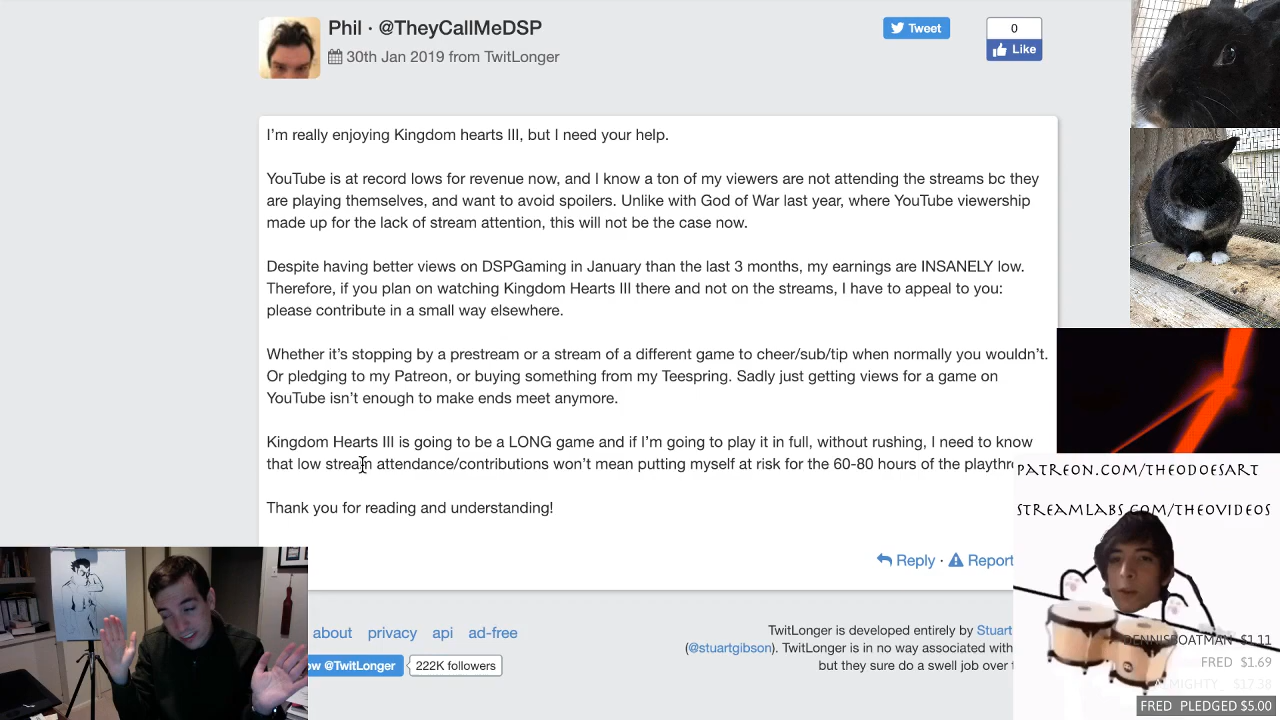 Phil · @TheyCallMeDSP
30th Jan 2019 from TwitLonger
Tweet
0
Like
I'm really enjoying Kingdom hearts III, but I need your help.
YouTube is at record lows for revenue now, and I know a ton of my viewers are not attending the streams bc they
are playing themselves, and want to avoid spoilers. Unlike with God of War last year, where YouTube viewership
made up for the lack of stream attention, this will not be the case now.
Despite having better views on DSPGaming in January than the last 3 months, my earnings are INSANELY low.
Therefore, if you plan on watching Kingdom Hearts III there and not on the streams, I have to appeal to you:
please contribute in a small way elsewhere.
Whether it's stopping by a prestream or a stream of a different game to cheer/sub/tip when normally you wouldn't.
Or pledging to my Patreon, or buying something from my Teespring. Sadly just getting views for a game on
YouTube isn't enough to make ends meet anymore.
Kingdom Hearts III is going to be a LONG game and if I'm going to play it in full, without rushing, I need to know
that low stream attendance/contributions won't mean putting myself at risk for the 60-80 hours of the playthr
Thank you for reading and understanding!
Reply · Report
about privacy api ad-free
TwitLonger is developed entirely by Stuart
(@stuartgibson). TwitLonger is in no way associated with
but they sure do a swell job over t
ow @TwitLonger
222K followers
PATREON.COM/THEODOESART
STREAMLABS.COM/THEOVIDEOS
DENNISBOATMAN $1.11
FRED $1.69
ALMIGHTY_ $17.38
FRED PLEDGED $5.00